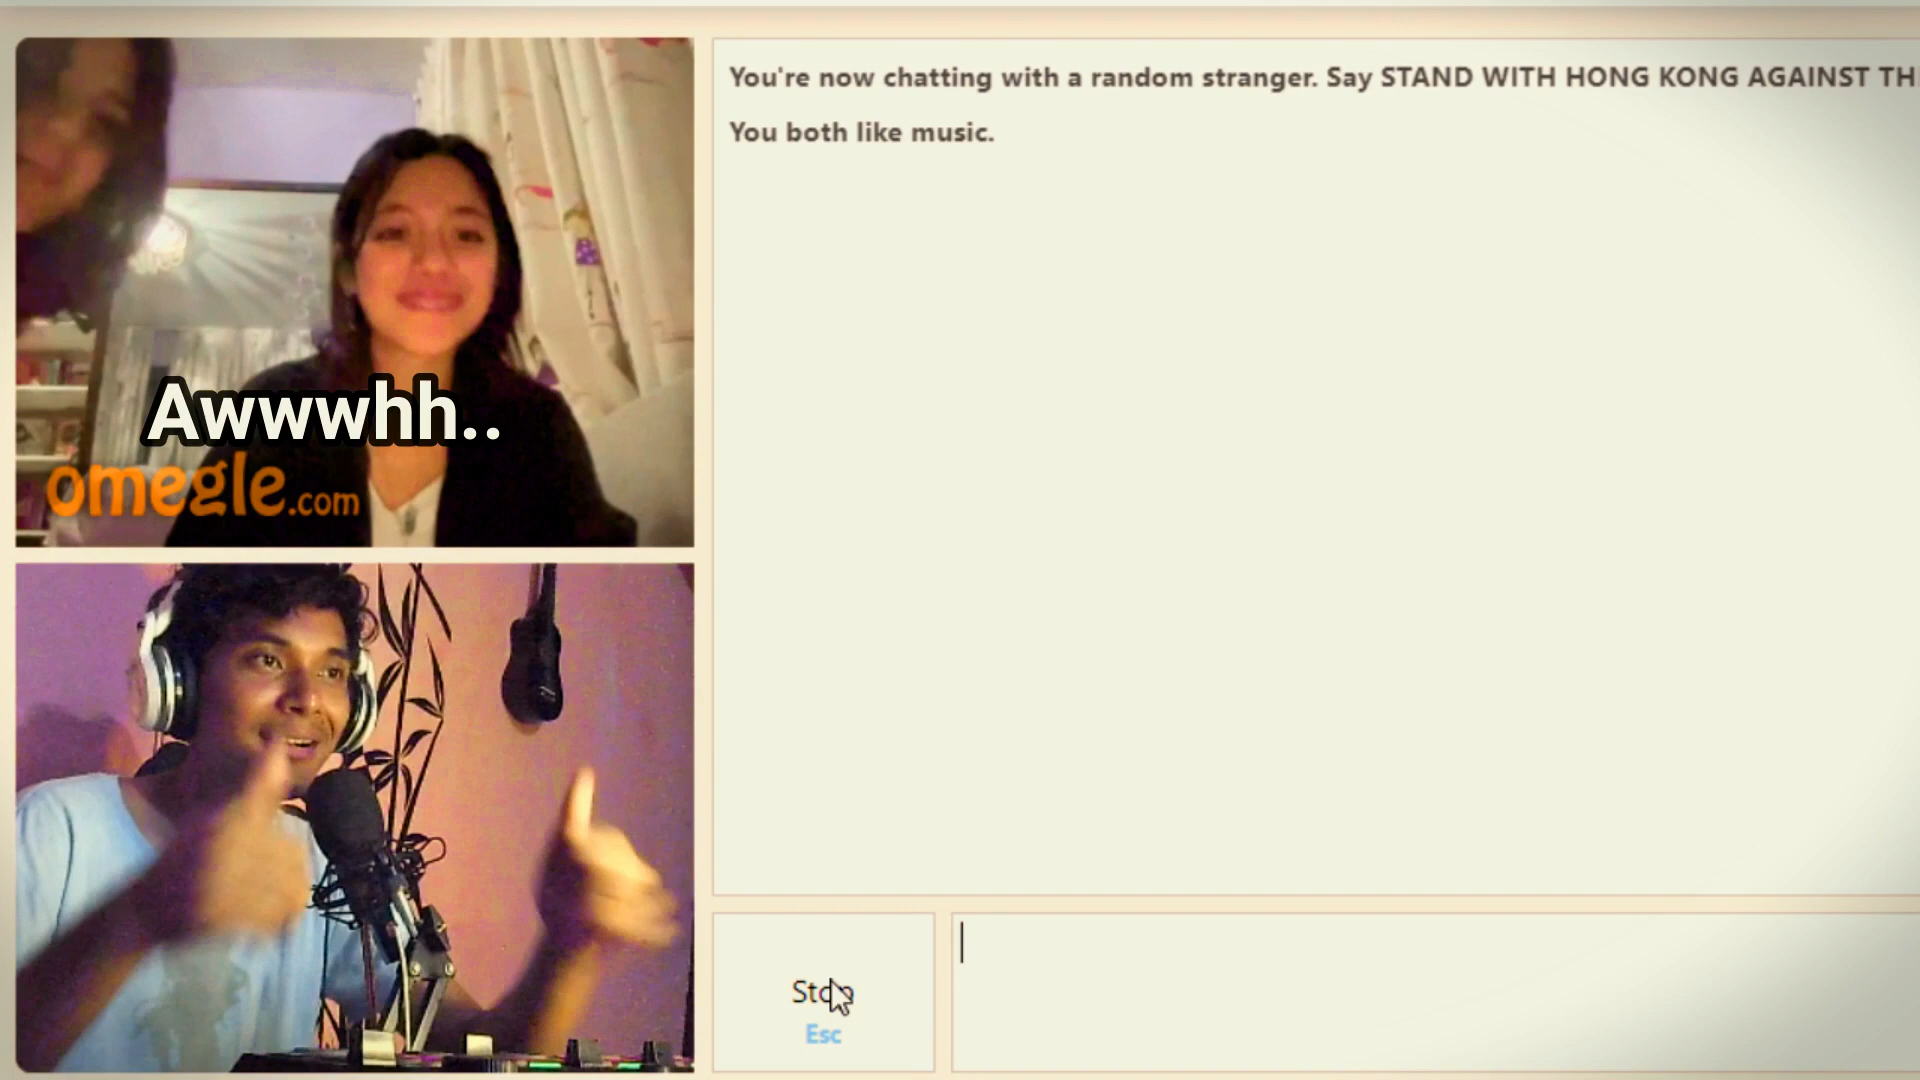 You're now chatting with a random stranger. Say STAND WITH HONG KONG AGAINST
You both like music.
Awwwhh..
omegle.com
Stop
Esc